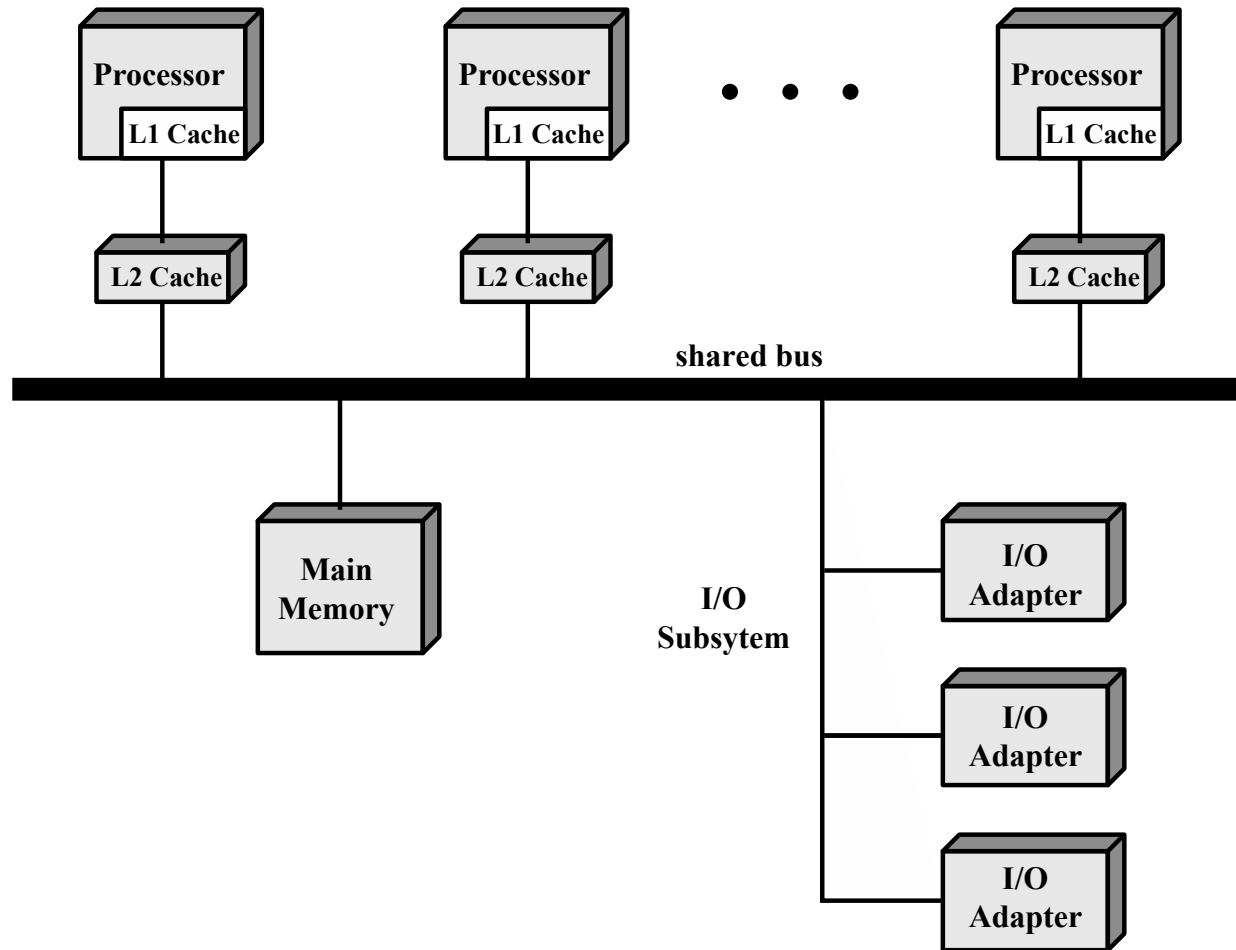 Processor
L1 Cache
Processor
L1 Cache
Processor
L1 Cache
L2 Cache
L2 Cache
L2 Cache
shared bus
Main
Memory
I/O
Subsytem
I/O
Adapter
I/O
Adapter
I/O
Adapter